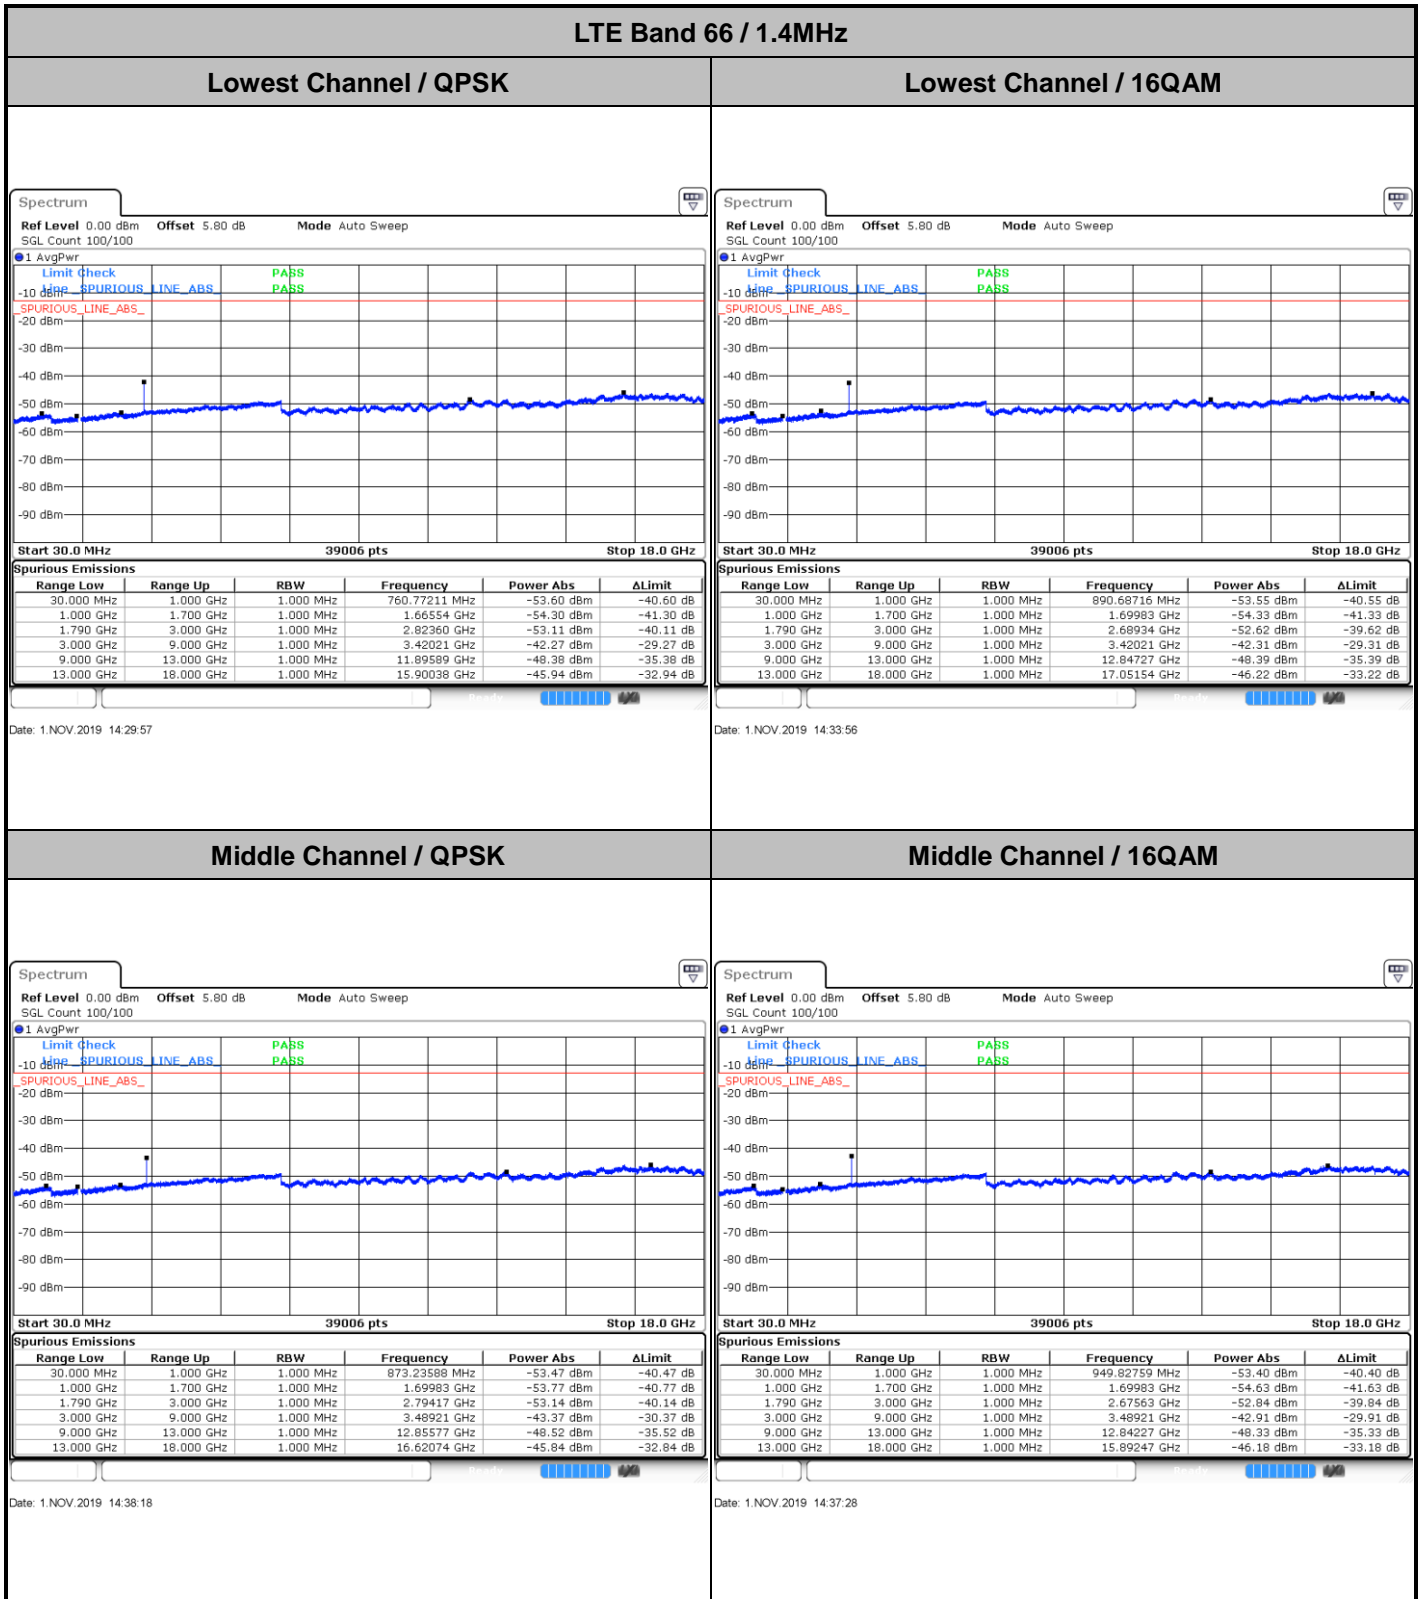 LTE Band 66 / 1.4MHz
Lowest Channel / QPSK
Lowest Channel / 16QAM
Spectrum
Ref Level 0.00 dBm Offset 5.80 dB Mode Auto Sweep
SGL Count 100/100
1 AvgPwr
Limit Check PASS
Line _SPURIOUS_LINE_ABS_ PASS
-10 dBm
_SPURIOUS_LINE_ABS_
-20 dBm
-30 dBm
-40 dBm
-50 dBm
-60 dBm
-70 dBm
-80 dBm
-90 dBm
Start 30.0 MHz 39006 pts Stop 18.0 GHz
Spurious Emissions
Range Low Range Up RBW Frequency Power Abs ΔLimit
30.000 MHz 1.000 GHz 1.000 MHz 760.77211 MHz -53.60 dBm -40.60 dB
1.000 GHz 1.700 GHz 1.000 MHz 1.66554 GHz -54.30 dBm -41.30 dB
1.790 GHz 3.000 GHz 1.000 MHz 2.82360 GHz -53.11 dBm -40.11 dB
3.000 GHz 9.000 GHz 1.000 MHz 3.42021 GHz -42.27 dBm -29.27 dB
9.000 GHz 13.000 GHz 1.000 MHz 11.89589 GHz -48.38 dBm -35.38 dB
13.000 GHz 18.000 GHz 1.000 MHz 15.90038 GHz -45.94 dBm -32.94 dB
Date: 1.NOV.2019 14:29:57
Spectrum
Ref Level 0.00 dBm Offset 5.80 dB Mode Auto Sweep
SGL Count 100/100
1 AvgPwr
Limit Check PASS
Line _SPURIOUS_LINE_ABS_ PASS
-10 dBm
_SPURIOUS_LINE_ABS_
-20 dBm
-30 dBm
-40 dBm
-50 dBm
-60 dBm
-70 dBm
-80 dBm
-90 dBm
Start 30.0 MHz 39006 pts Stop 18.0 GHz
Spurious Emissions
Range Low Range Up RBW Frequency Power Abs ΔLimit
30.000 MHz 1.000 GHz 1.000 MHz 890.68716 MHz -53.55 dBm -40.55 dB
1.000 GHz 1.700 GHz 1.000 MHz 1.69983 GHz -54.33 dBm -41.33 dB
1.790 GHz 3.000 GHz 1.000 MHz 2.68934 GHz -52.62 dBm -39.62 dB
3.000 GHz 9.000 GHz 1.000 MHz 3.42021 GHz -42.31 dBm -29.31 dB
9.000 GHz 13.000 GHz 1.000 MHz 12.84727 GHz -48.39 dBm -35.39 dB
13.000 GHz 18.000 GHz 1.000 MHz 17.05154 GHz -46.22 dBm -33.22 dB
Date: 1.NOV.2019 14:33:56
Middle Channel / QPSK
Middle Channel / 16QAM
Spectrum
Ref Level 0.00 dBm Offset 5.80 dB Mode Auto Sweep
SGL Count 100/100
1 AvgPwr
Limit Check PASS
Line _SPURIOUS_LINE_ABS_ PASS
-10 dBm
_SPURIOUS_LINE_ABS_
-20 dBm
-30 dBm
-40 dBm
-50 dBm
-60 dBm
-70 dBm
-80 dBm
-90 dBm
Start 30.0 MHz 39006 pts Stop 18.0 GHz
Spurious Emissions
Range Low Range Up RBW Frequency Power Abs ΔLimit
30.000 MHz 1.000 GHz 1.000 MHz 873.23588 MHz -53.47 dBm -40.47 dB
1.000 GHz 1.700 GHz 1.000 MHz 1.69983 GHz -53.77 dBm -40.77 dB
1.790 GHz 3.000 GHz 1.000 MHz 2.79417 GHz -53.14 dBm -40.14 dB
3.000 GHz 9.000 GHz 1.000 MHz 3.48921 GHz -43.37 dBm -30.37 dB
9.000 GHz 13.000 GHz 1.000 MHz 12.85577 GHz -48.52 dBm -35.52 dB
13.000 GHz 18.000 GHz 1.000 MHz 16.62074 GHz -45.84 dBm -32.84 dB
Date: 1.NOV.2019 14:38:18
Spectrum
Ref Level 0.00 dBm Offset 5.80 dB Mode Auto Sweep
SGL Count 100/100
1 AvgPwr
Limit Check PASS
Line _SPURIOUS_LINE_ABS_ PASS
-10 dBm
_SPURIOUS_LINE_ABS_
-20 dBm
-30 dBm
-40 dBm
-50 dBm
-60 dBm
-70 dBm
-80 dBm
-90 dBm
Start 30.0 MHz 39006 pts Stop 18.0 GHz
Spurious Emissions
Range Low Range Up RBW Frequency Power Abs ΔLimit
30.000 MHz 1.000 GHz 1.000 MHz 949.82759 MHz -53.40 dBm -40.40 dB
1.000 GHz 1.700 GHz 1.000 MHz 1.69983 GHz -54.63 dBm -41.63 dB
1.790 GHz 3.000 GHz 1.000 MHz 2.67563 GHz -52.84 dBm -39.84 dB
3.000 GHz 9.000 GHz 1.000 MHz 3.48921 GHz -42.91 dBm -29.91 dB
9.000 GHz 13.000 GHz 1.000 MHz 12.84227 GHz -48.33 dBm -35.33 dB
13.000 GHz 18.000 GHz 1.000 MHz 15.89247 GHz -46.18 dBm -33.18 dB
Date: 1.NOV.2019 14:37:28